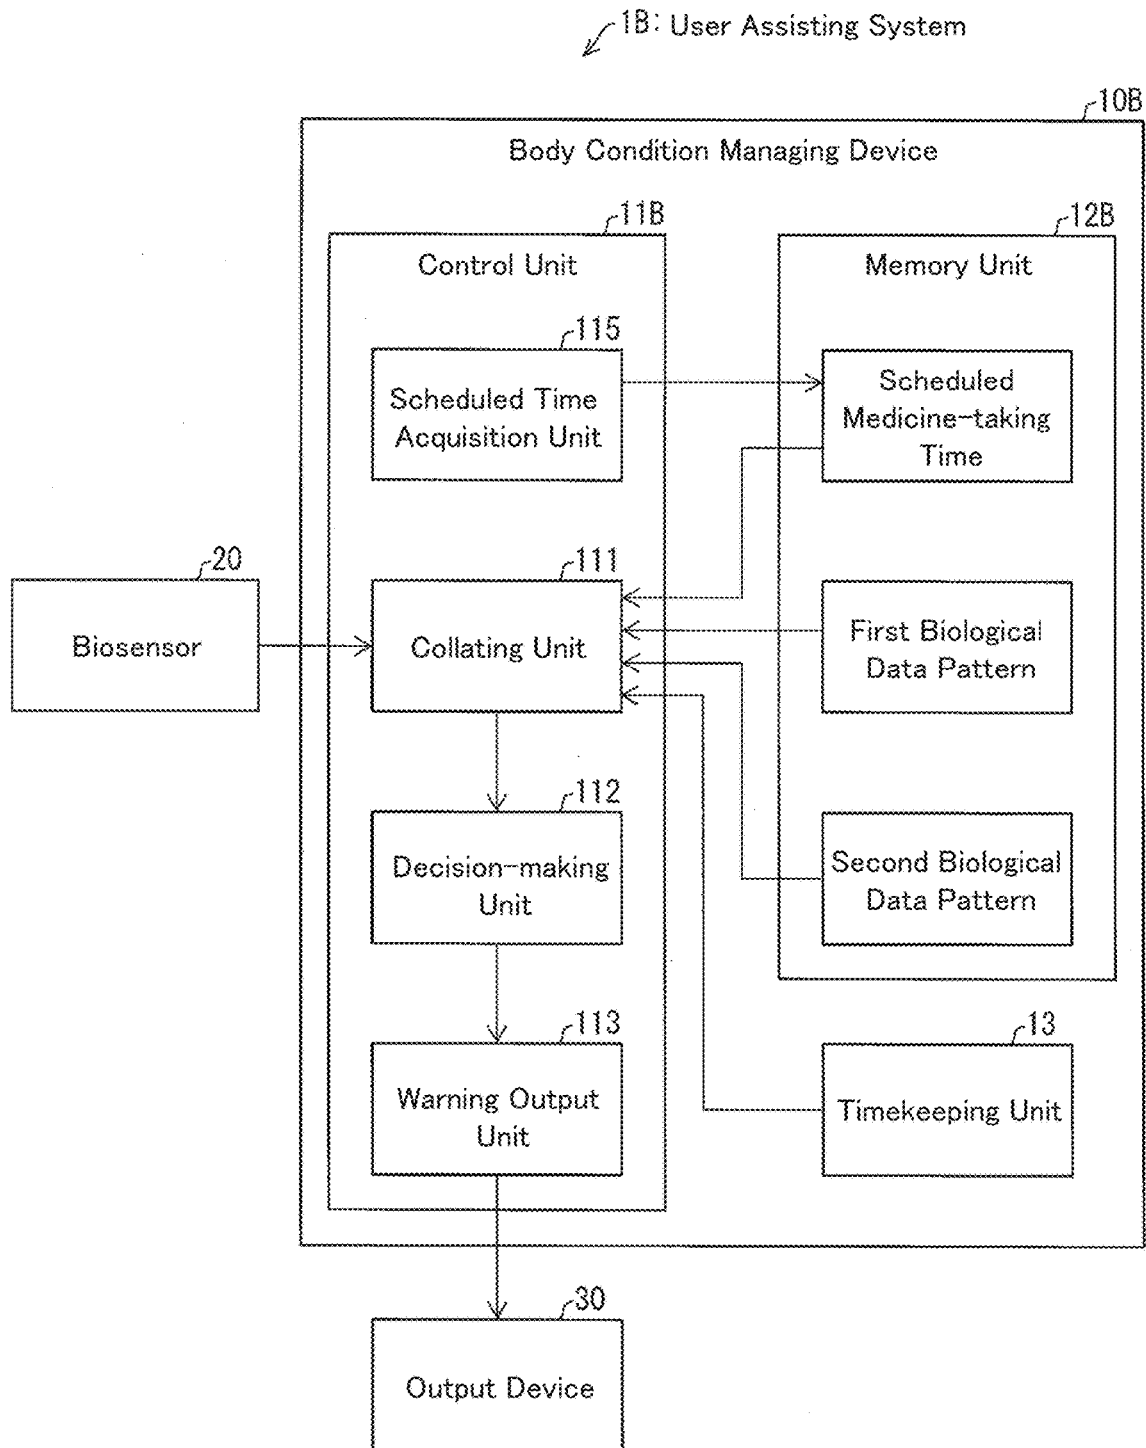 1B: User Assisting System
10B
Body Condition Managing Device
11B
Control Unit
12B
Memory Unit
115
Scheduled Time
Acquisition Unit
Scheduled
Medicine-taking
Time
20
Biosensor
111
Collating Unit
First Biological
Data Pattern
112
Decision-making
Unit
Second Biological
Data Pattern
113
Warning Output
Unit
13
Timekeeping Unit
30
Output Device